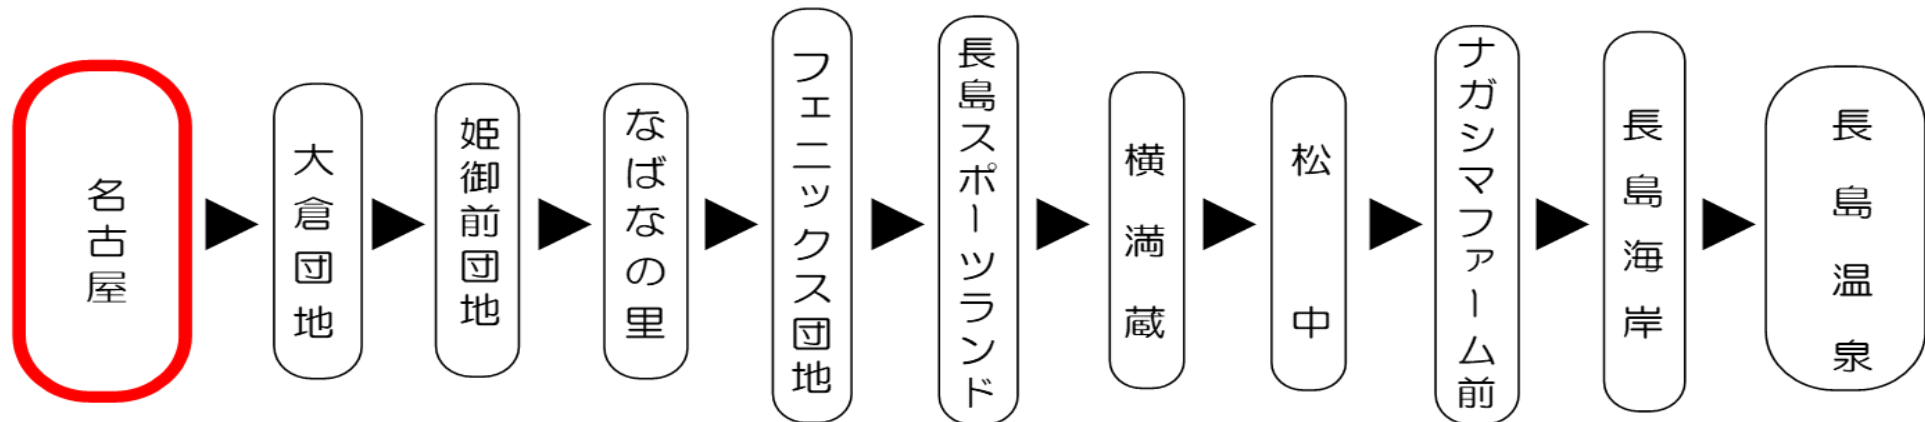 名古屋
大倉団地
姫御前団地
なばなの里
フェニックス団地
長島スポーツランド
横満蔵
松中
ナガシマファーム前
長島海岸
長島温泉